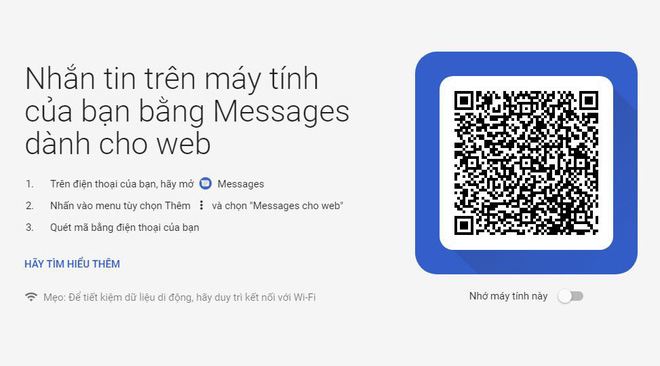 Nhắn tin trên máy tính
của bạn bằng Messages
dành cho web
1. Trên điện thoại của bạn, hãy mở Messages
2. Nhấn vào menu tùy chọn Thêm và chọn "Messages cho web"
3. Quét mã bằng điện thoại của bạn
HÃY TÌM HIỂU THÊM
Mẹo: Để tiết kiệm dữ liệu di động, hãy duy trì kết nối với Wi-Fi
Nhớ máy tính này